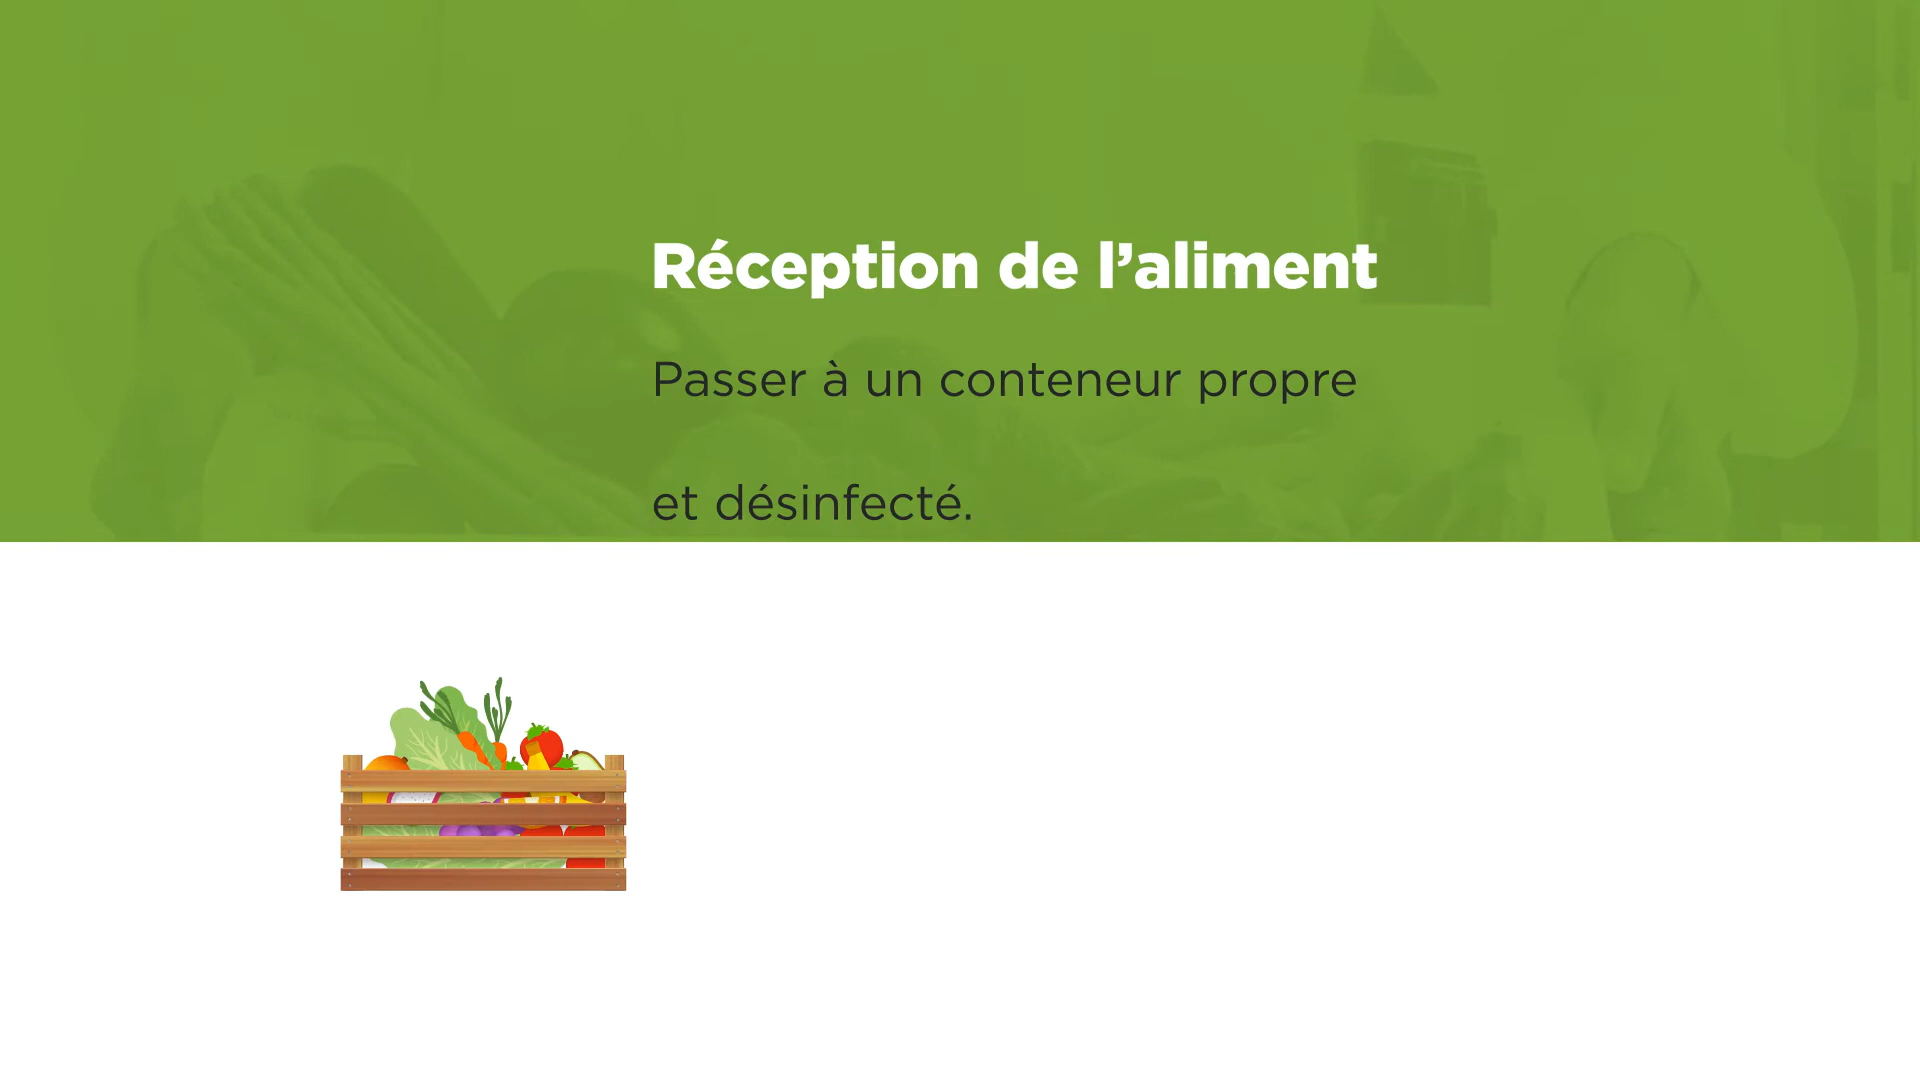 Réception de l’aliment
Passer à un conteneur propre
et désinfecté.